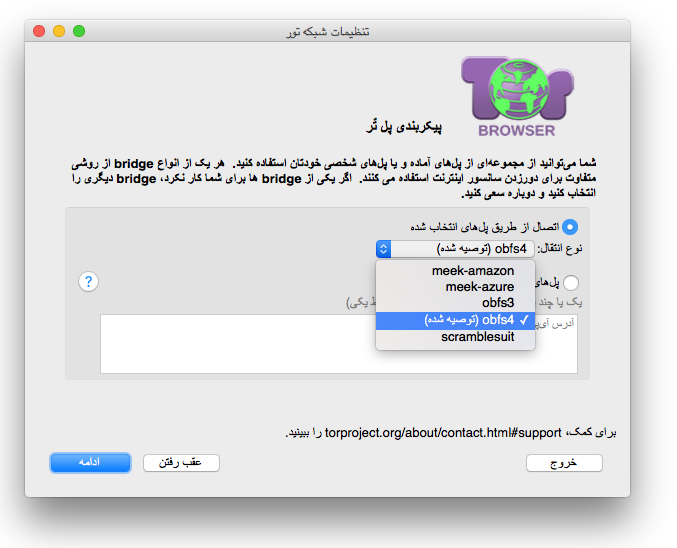 تنظیمات شبکه تور
Tor
BROWSER
پیکربندی پل تُر
شما می‌توانید از مجموعه‌ای از پل‌های آماده و یا پل‌های شخصی خودتان استفاده کنید. هر یک از انواع bridge از روشی
متفاوت برای دورزدن سانسور اینترنت استفاده می کنند. اگر یکی از bridge ها برای شما کار نکرد، bridge دیگری را
انتخاب کنید و دوباره سعی کنید.
اتصال از طریق پل‌های انتخاب شده
نوع انتقال: obfs4 (توصیه شده)
meek-amazon
meek-azure
obfs3
✓ obfs4 (توصیه شده)
scramblesuit
پل‌های
?
یک یا چند
ط یکی)
آدرس آی‌پی
برای کمک، torproject.org/about/contact.html#support را ببینید.
خروج
عقب رفتن
ادامه